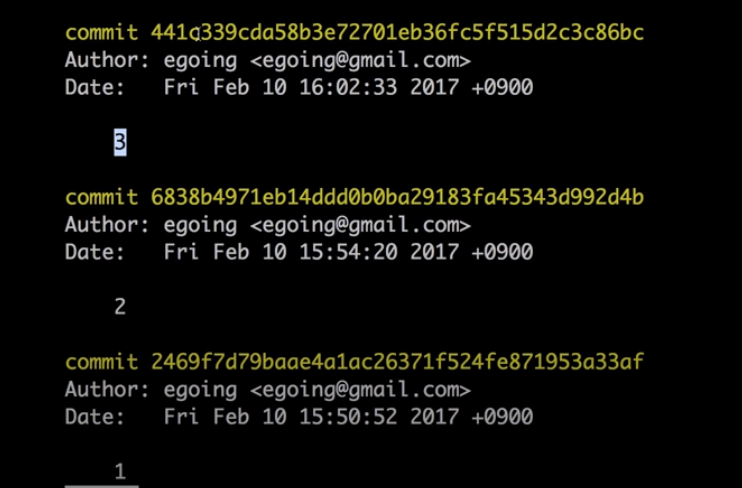 commit
Author: egoing <egoing@gmail.com>
Date: Fri Feb 10 16:02:33 2017 +0900
3
commit 6838b4971eb14ddd0b0ba29183fa45343d992d4b
Author: egoing <egoing@gmail.com>
Date: Fri Feb 10 15:54:20 2017 +0900
2
commit 2469f7d79baae4a1ac26371f524fe871953a33af
Author: egoing <egoing@gmail.com>
Date: Fri Feb 10 15:50:52 2017 +0900
1